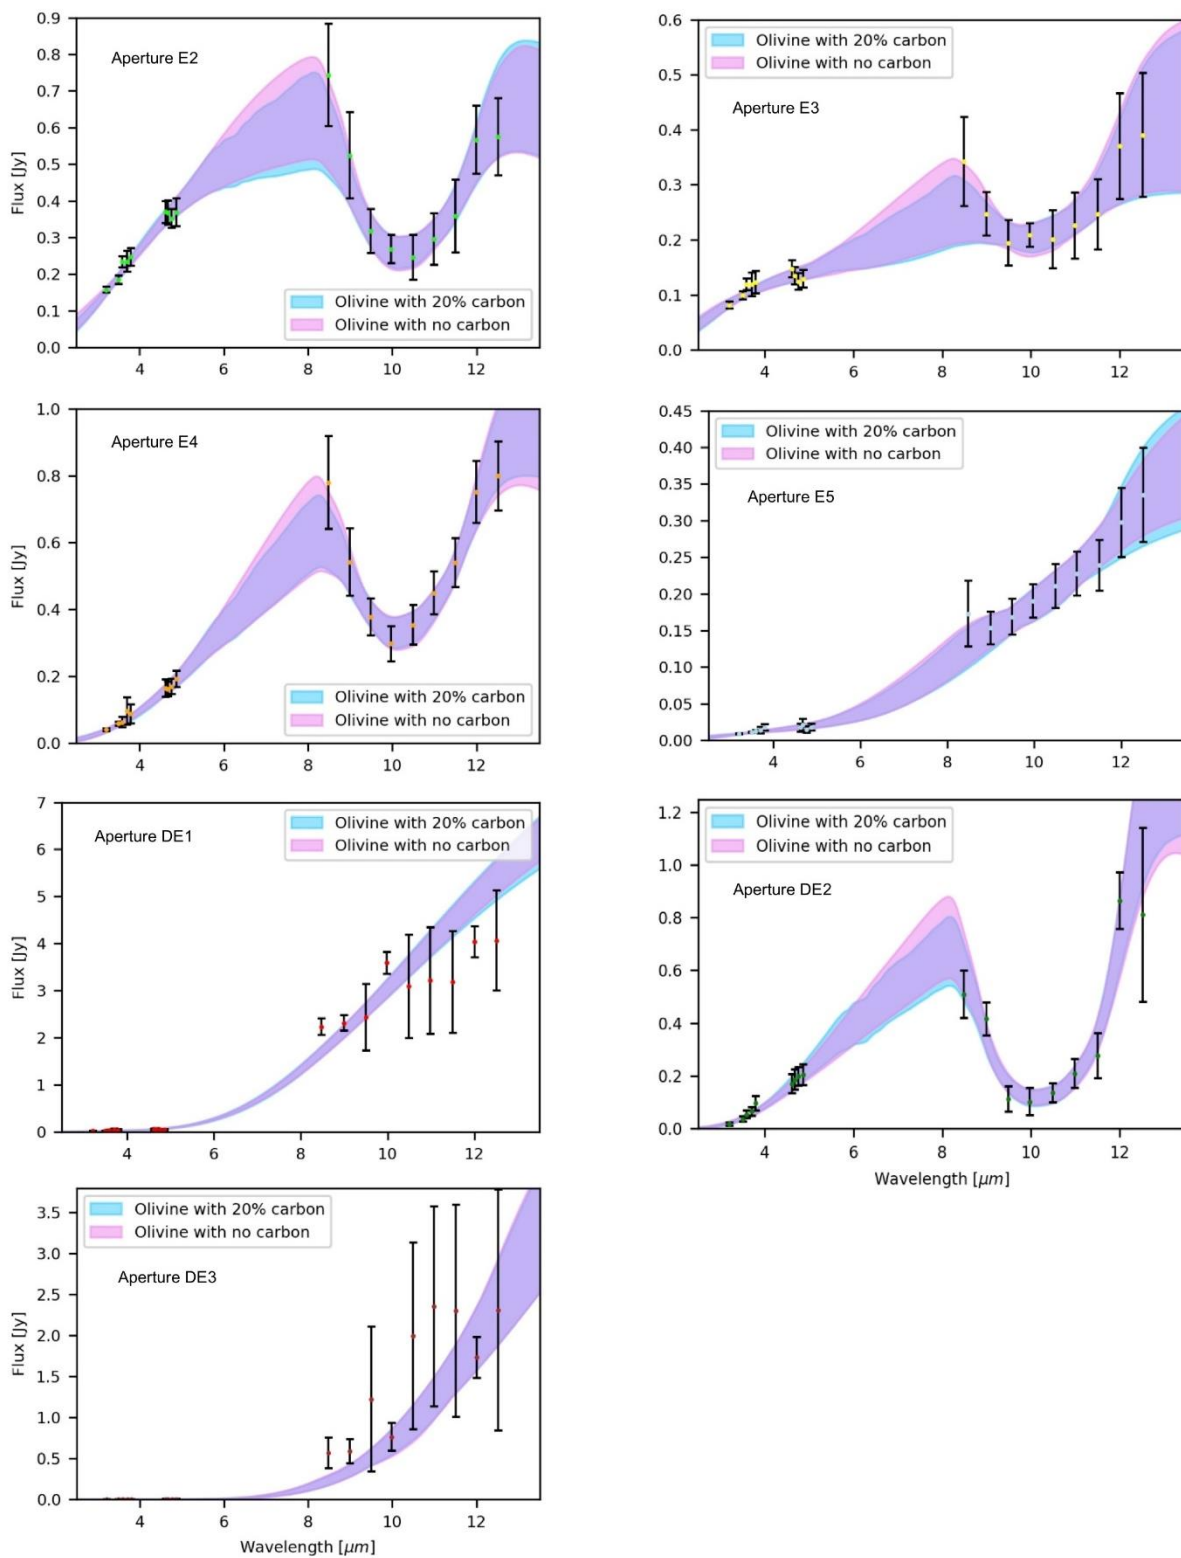 0.9
0.8
0.7
0.6
0.5
0.4
0.3
0.2
0.1
0.0
Flux [Jy]
Aperture E2
Olivine with 20% carbon
Olivine with no carbon
4 6 8 10 12
0.6
0.5
0.4
0.3
0.2
0.1
0.0
Olivine with 20% carbon
Olivine with no carbon
Aperture E3
4 6 8 10 12
1.0
0.8
0.6
0.4
0.2
0.0
Flux [Jy]
Aperture E4
Olivine with 20% carbon
Olivine with no carbon
4 6 8 10 12
0.45
0.40
0.35
0.30
0.25
0.20
0.15
0.10
0.05
0.00
Olivine with 20% carbon
Olivine with no carbon
Aperture E5
4 6 8 10 12
7
6
5
4
3
2
1
0
Flux [Jy]
Aperture DE1
Olivine with 20% carbon
Olivine with no carbon
4 6 8 10 12
1.2
1.0
0.8
0.6
0.4
0.2
0.0
Olivine with 20% carbon
Olivine with no carbon
Aperture DE2
4 6 8 10 12
Wavelength [μm]
3.5
3.0
2.5
2.0
1.5
1.0
0.5
0.0
Flux [Jy]
Olivine with 20% carbon
Olivine with no carbon
Aperture DE3
4 6 8 10 12
Wavelength [μm]